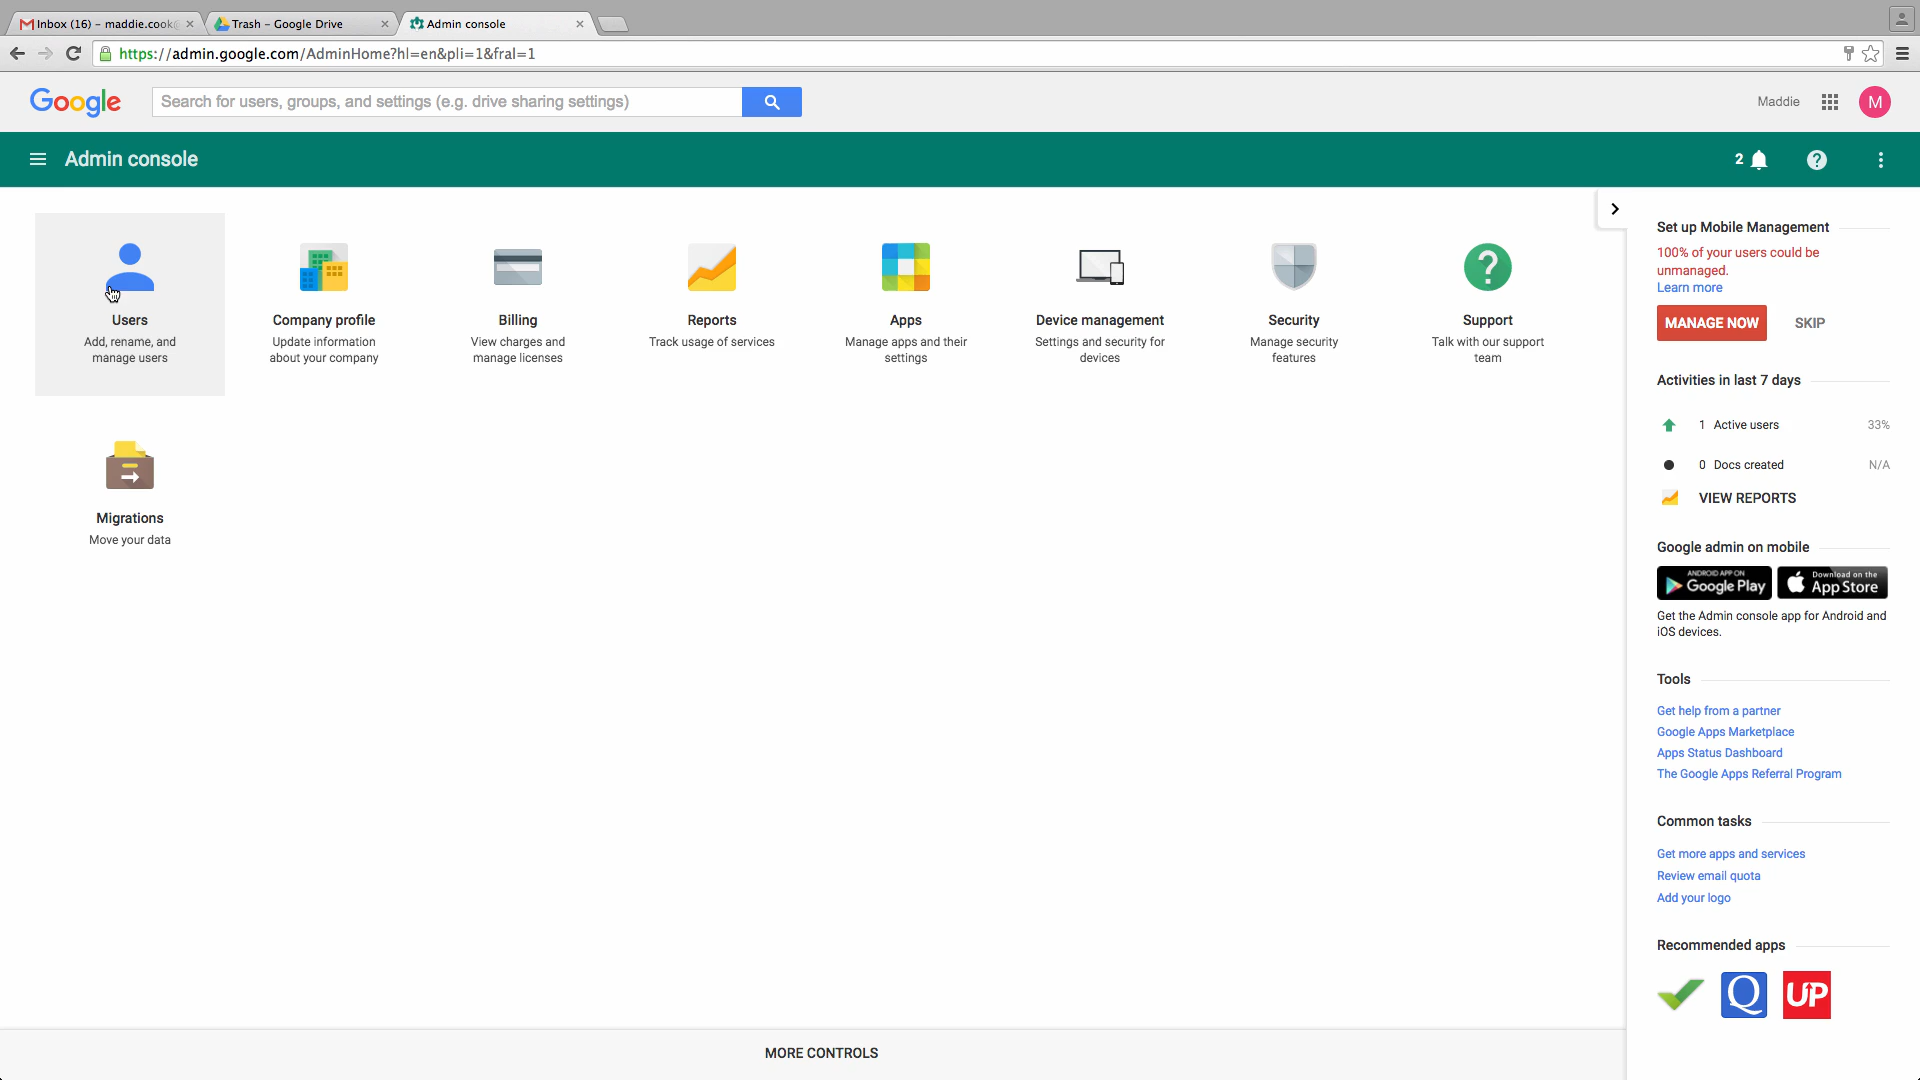 Inbox (16) – maddie.cook@
Trash – Google Drive
Admin console
https://admin.google.com/AdminHome?hl=en&pli=1&fral=1
Google
Search for users, groups, and settings (e.g. drive sharing settings)
Maddie
M
Admin console
2
?
Users
Add, rename, and
manage users
Company profile
Update information
about your company
Billing
View charges and
manage licenses
Reports
Track usage of services
Apps
Manage apps and their
settings
Device management
Settings and security for
devices
Security
Manage security
features
?
Support
Talk with our support
team
Migrations
Move your data
MORE CONTROLS
Set up Mobile Management
100% of your users could be
unmanaged.
Learn more
MANAGE NOW
SKIP
Activities in last 7 days
1 Active users 33%
0 Docs created N/A
VIEW REPORTS
Google admin on mobile
ANDROID APP ON
Google Play
Download on the
App Store
Get the Admin console app for Android and
iOS devices.
Tools
Get help from a partner
Google Apps Marketplace
Apps Status Dashboard
The Google Apps Referral Program
Common tasks
Get more apps and services
Review email quota
Add your logo
Recommended apps
Q
UP